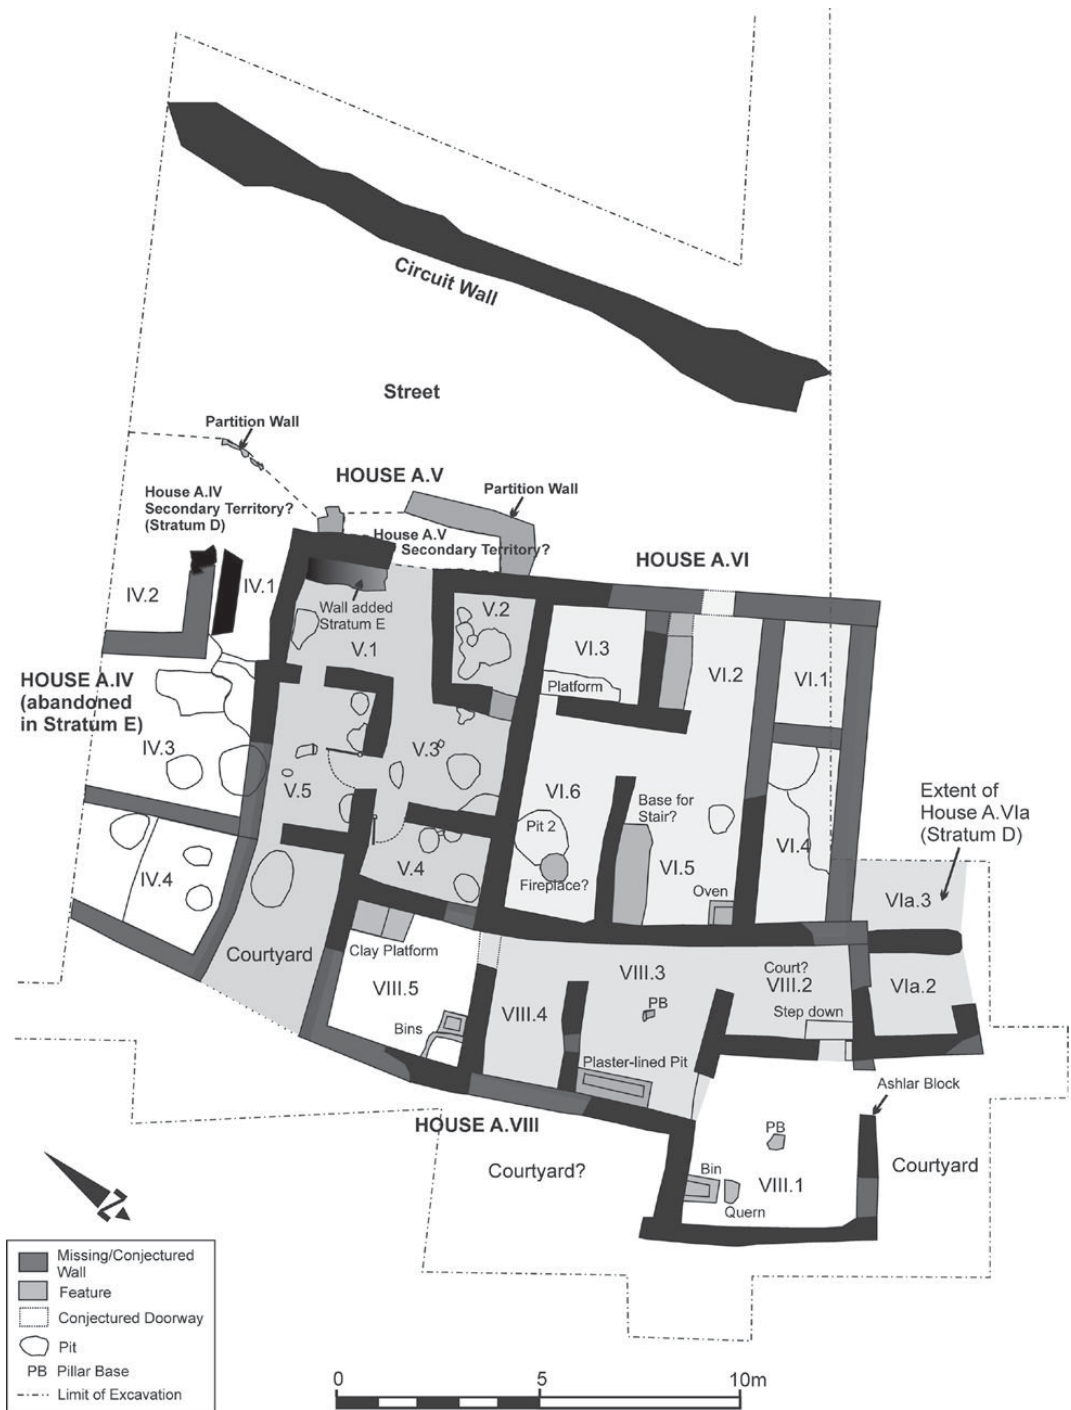 Circuit Wall
Street
Partition Wall
HOUSE A.V
Partition Wall
House A.IV
Secondary Territory?
(Stratum D)
House A.V
Secondary Territory?
HOUSE A.VI
IV.2
IV.1
Wall added
Stratum E
V.1
V.2
VI.3
VI.2
VI.1
Platform
HOUSE A.IV
(abandoned
in Stratum E)
IV.3
V.3
V.5
VI.6
Base for
Stair?
Extent of
House A.VIa
(Stratum D)
Pit 2
IV.4
V.4
Fireplace?
VI.5
VI.4
Oven
VIa.3
Courtyard
Clay Platform
VIII.5
VIII.3
Court?
VIII.2
VIa.2
Bins
VIII.4
PB
Step down
Plaster-lined Pit
Ashlar Block
HOUSE A.VIII
Courtyard?
PB
Bin
VIII.1
Courtyard
Quern
N
Missing/Conjectured
Wall
Feature
Conjectured Doorway
Pit
PB Pillar Base
Limit of Excavation
0 5 10m